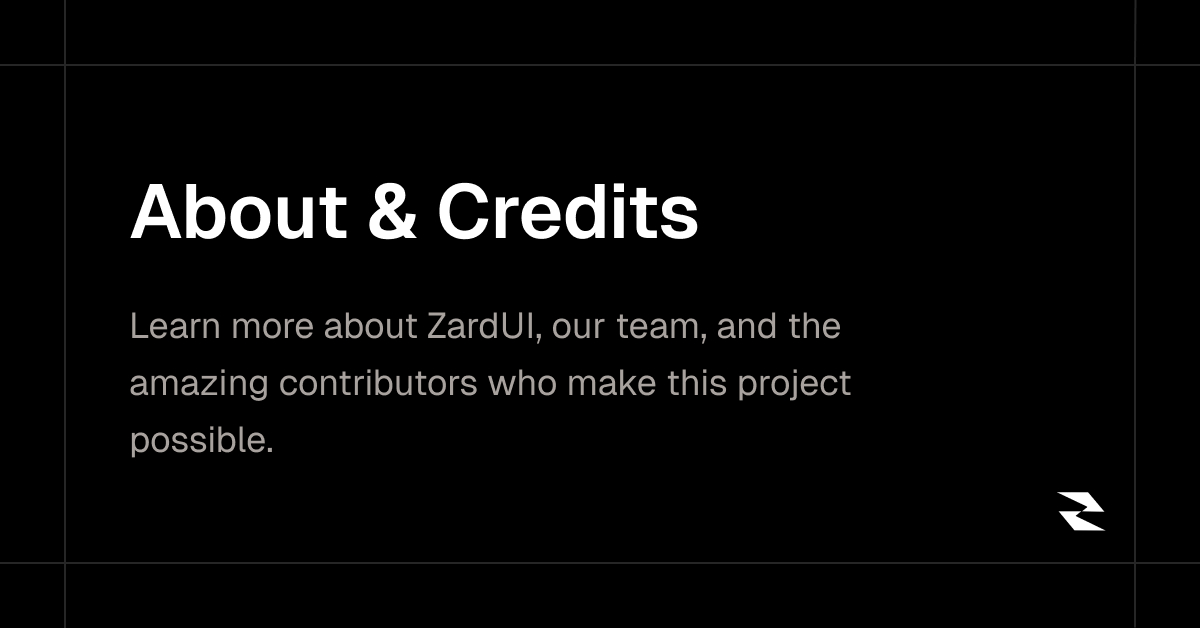 About & Credits
Learn more about ZardUI, our team, and the
amazing contributors who make this project
possible.